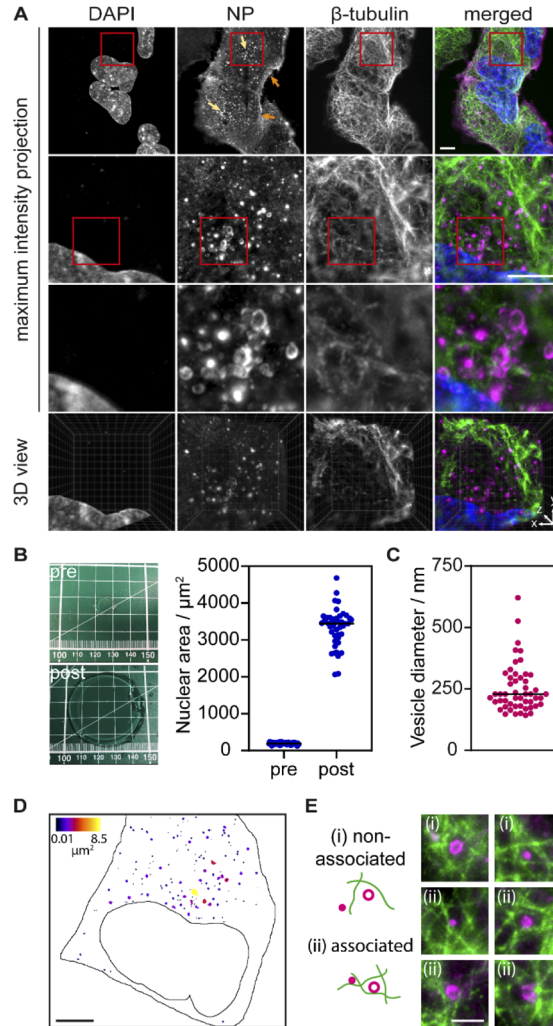 A
DAPI NP β-tubulin merged
maximum intensity projection
3D view
z
x
B
pre
100 110 120 130 140 150
post
100 110 120 130 140 150
Nuclear area / µm²
5000
4000
3000
2000
1000
0
pre post
C
Vesicle diameter / nm
750
500
250
0
D
0.01 8.5
µm²
E
(i) non-
associated
(ii) associated
(i) (i)
(ii) (ii)
(ii) (ii)